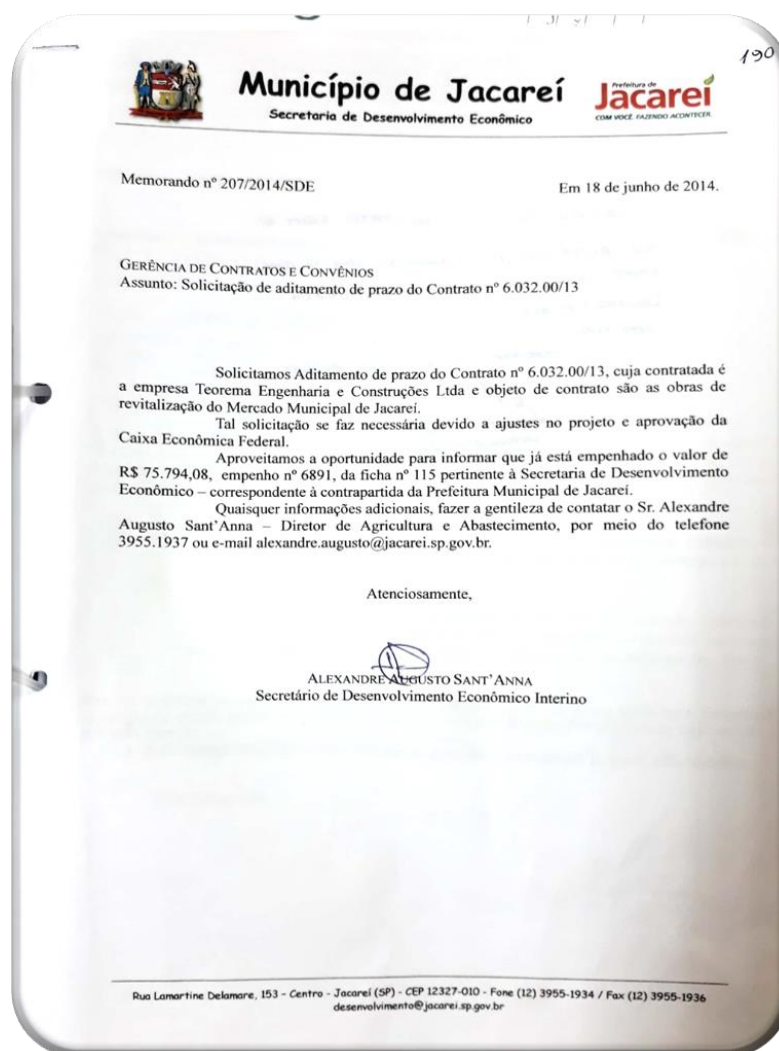 190
Município de Jacareí
Secretaria de Desenvolvimento Econômico
Prefeitura de
Jacareí
COM VOCÊ, FAZENDO ACONTECER
Memorando nº 207/2014/SDE
Em 18 de junho de 2014.
GERÊNCIA DE CONTRATOS E CONVÊNIOS
Assunto: Solicitação de aditamento de prazo do Contrato nº 6.032.00/13
Solicitamos Aditamento de prazo do Contrato nº 6.032.00/13, cuja contratada é
a empresa Teorema Engenharia e Construções Ltda e objeto de contrato são as obras de
revitalização do Mercado Municipal de Jacareí.
Tal solicitação se faz necessária devido a ajustes no projeto e aprovação da
Caixa Econômica Federal.
Aproveitamos a oportunidade para informar que já está empenhado o valor de
R$ 75.794,08, empenho nº 6891, da ficha nº 115 pertinente à Secretaria de Desenvolvimento
Econômico – correspondente à contrapartida da Prefeitura Municipal de Jacareí.
Quaisquer informações adicionais, fazer a gentileza de contatar o Sr. Alexandre
Augusto Sant'Anna – Diretor de Agricultura e Abastecimento, por meio do telefone
3955.1937 ou e-mail alexandre.augusto@jacarei.sp.gov.br.
Atenciosamente,
ALEXANDRE AUGUSTO SANT'ANNA
Secretário de Desenvolvimento Econômico Interino
Rua Lamartine Delamare, 153 - Centro - Jacareí (SP) - CEP 12327-010 - Fone (12) 3955-1934 / Fax (12) 3955-1936
desenvolvimento@jacarei.sp.gov.br